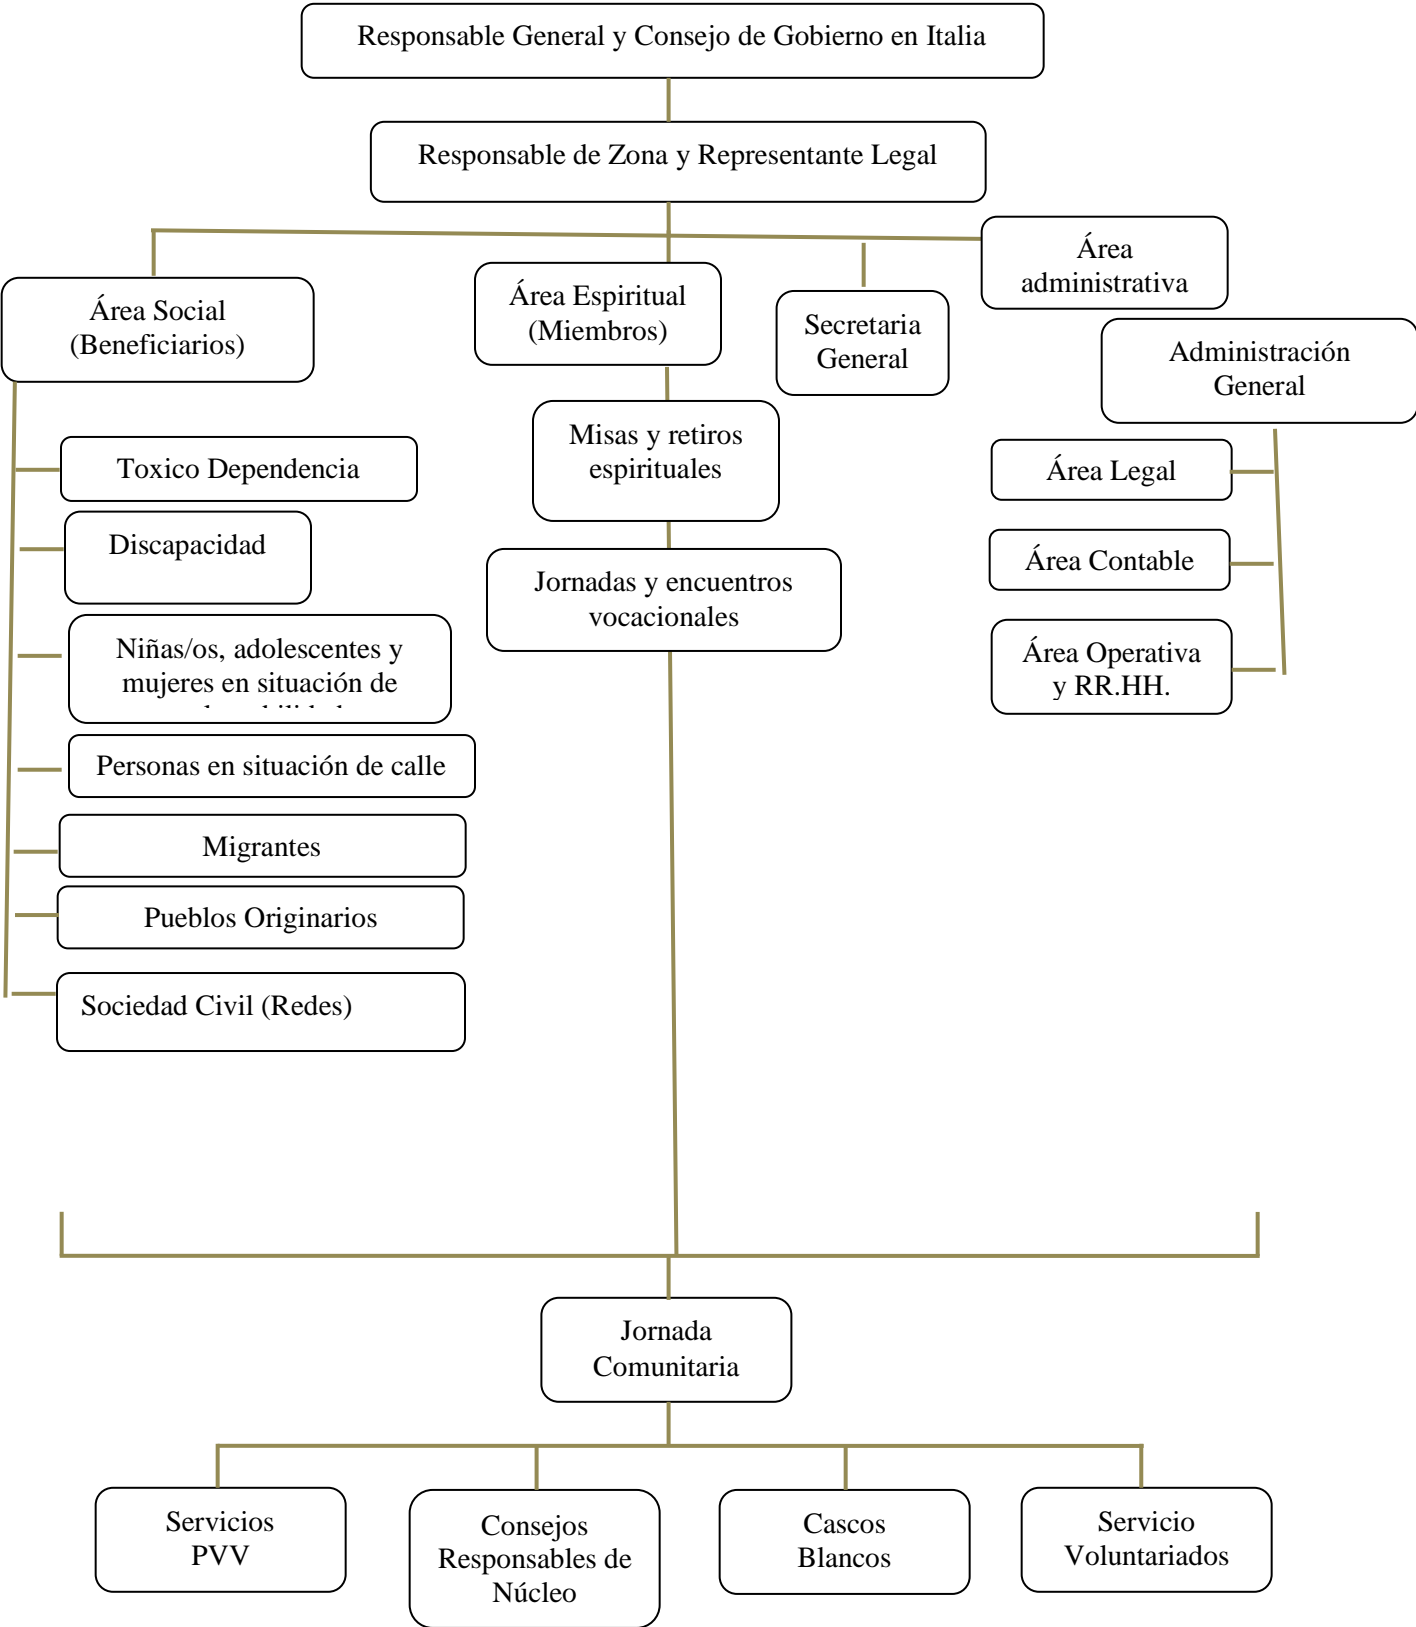 Responsable General y Consejo de Gobierno en Italia
Responsable de Zona y Representante Legal
Área
administrativa
Área Social
(Beneficiarios)
Área Espiritual
(Miembros)
Secretaria
General
Administración
General
Misas y retiros
espirituales
Toxico Dependencia
Área Legal
Discapacidad
Área Contable
Jornadas y encuentros
vocacionales
Niñas/os, adolescentes y
mujeres en situación de
Área Operativa
y RR.HH.
Personas en situación de calle
Migrantes
Pueblos Originarios
Sociedad Civil (Redes)
Jornada
Comunitaria
Servicios
PVV
Consejos
Responsables de
Núcleo
Cascos
Blancos
Servicio
Voluntariados